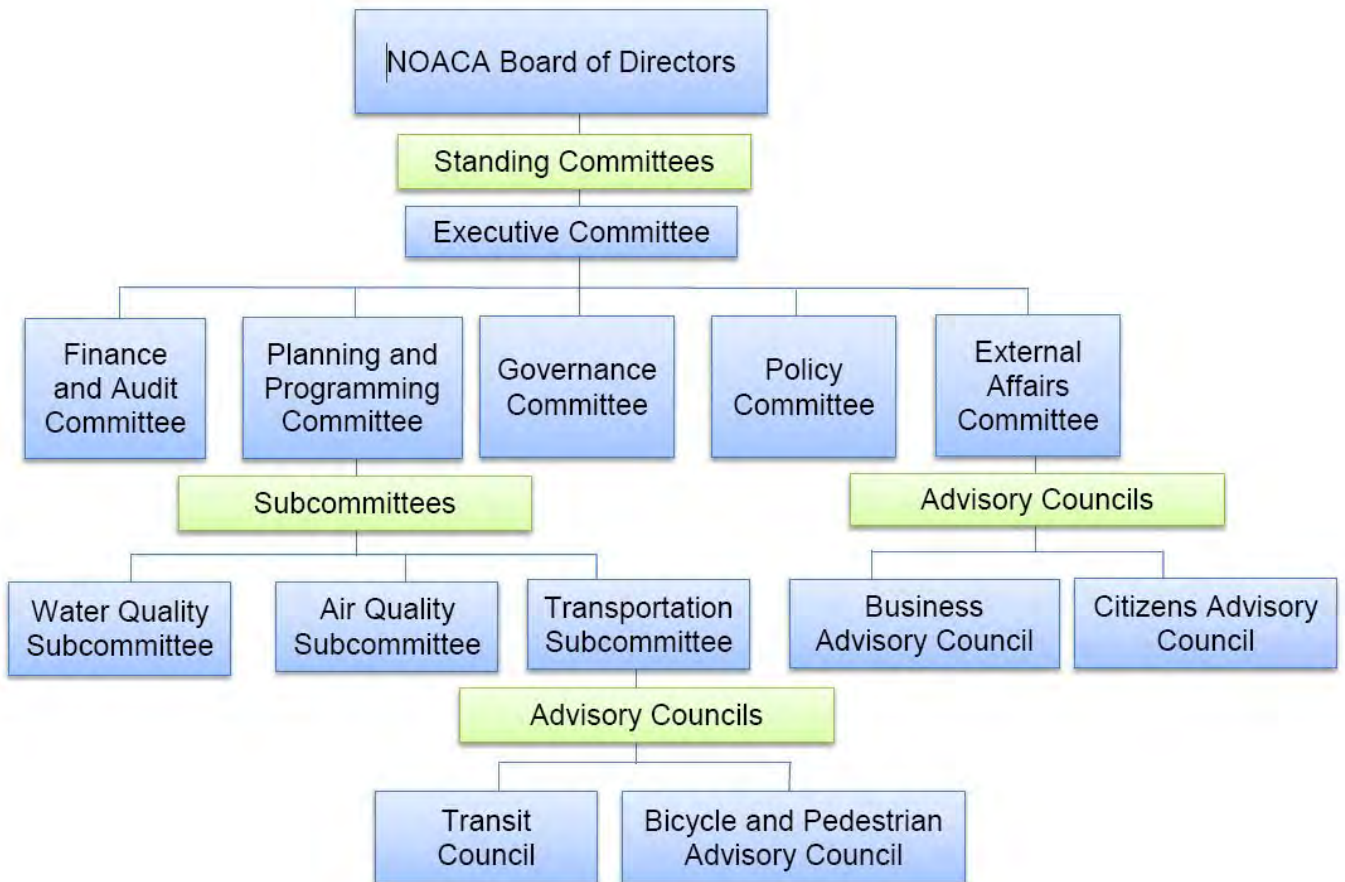 NOACA Board of Directors
Standing Committees
Executive Committee
Finance
and Audit
Committee
Planning and
Programming
Committee
Governance
Committee
Policy
Committee
External
Affairs
Committee
Subcommittees
Advisory Councils
Water Quality
Subcommittee
Air Quality
Subcommittee
Transportation
Subcommittee
Business
Advisory Council
Citizens Advisory
Council
Advisory Councils
Transit
Council
Bicycle and Pedestrian
Advisory Council